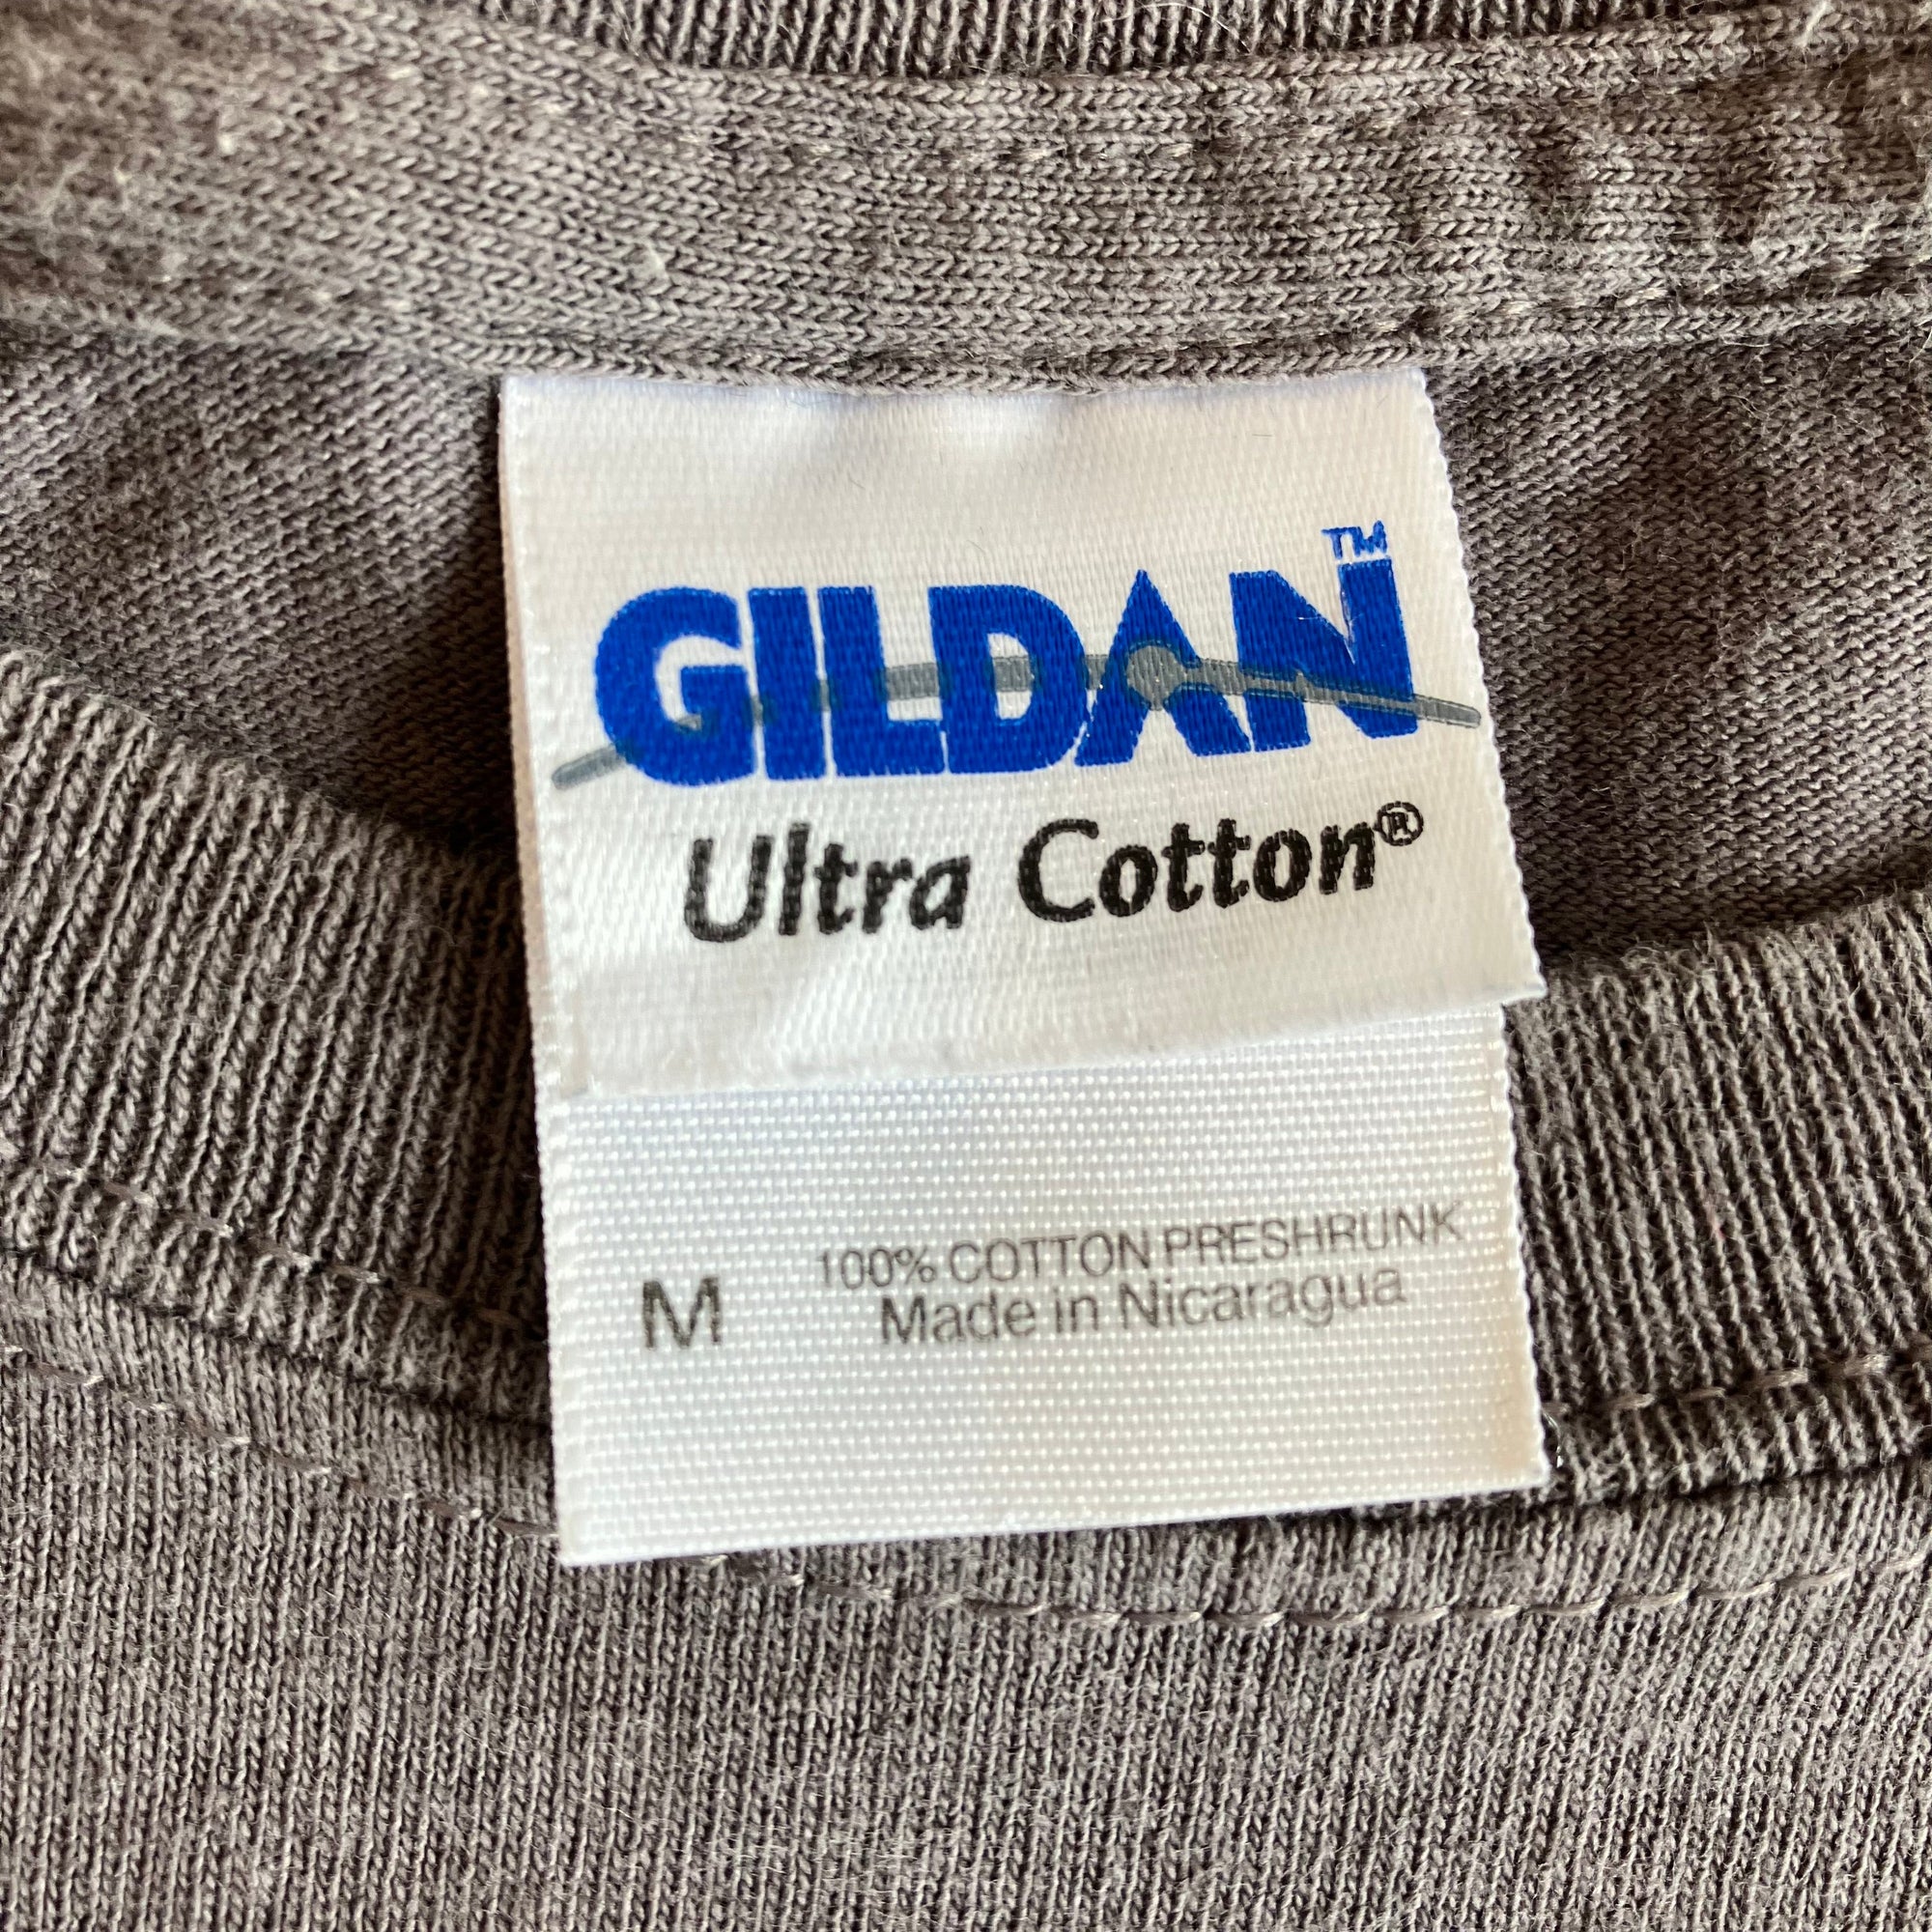 GILDAN™
Ultra Cotton®
100% COTTON PRESHRUNK
M Made in Nicaragua